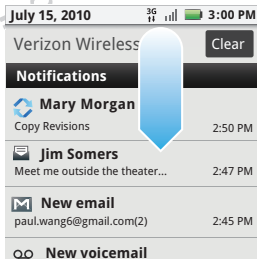 July 15, 2010 3G 3:00 PM
Verizon Wireless Clear
Notifications
Mary Morgan
Copy Revisions 2:50 PM
Jim Somers
Meet me outside the theater... 2:47 PM
New email
paul.wang6@gmail.com(2) 2:45 PM
New voicemail